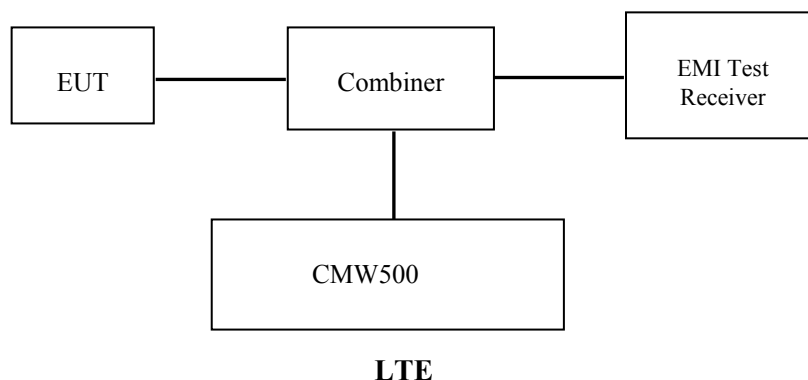 EUT
Combiner
EMI Test
Receiver
CMW500
LTE